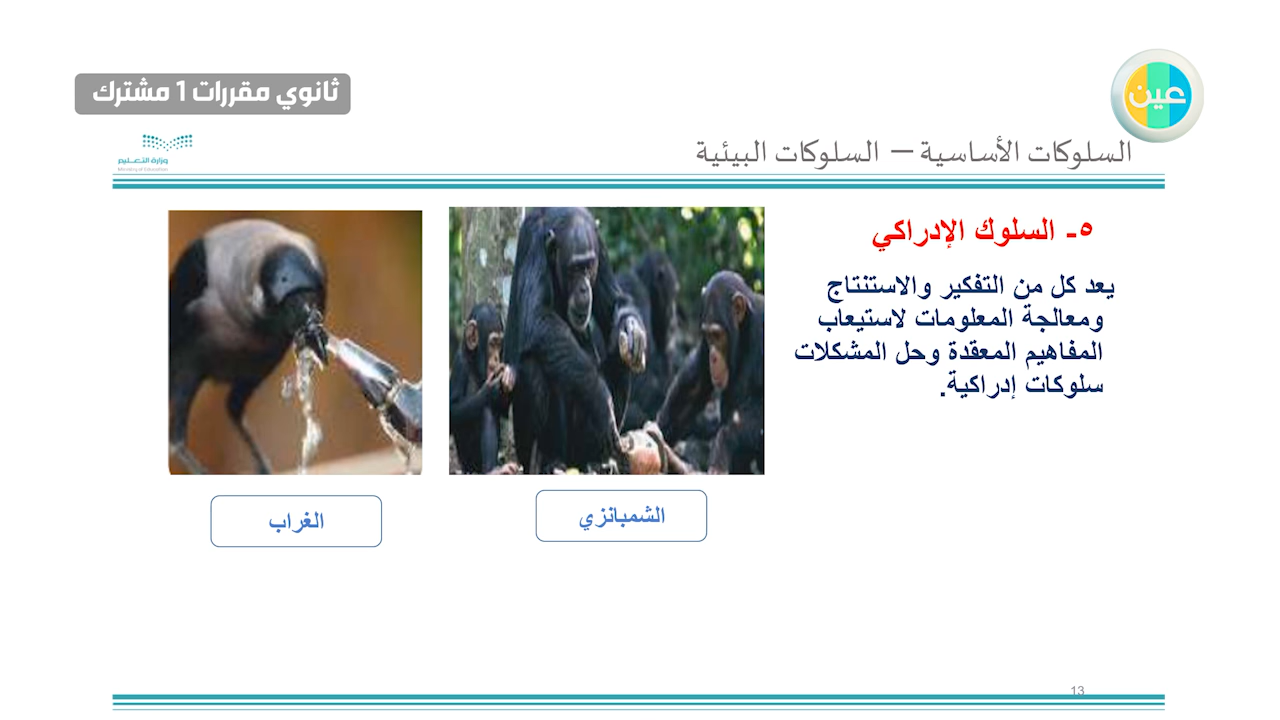 ثانوي مقررات 1 مشترك
عين
وزارة التعليم
Ministry of Education
السلوكات الأساسية – السلوكات البيئية
٥- السلوك الإدراكي
يعد كل من التفكير والاستنتاج
ومعالجة المعلومات لاستيعاب
المفاهيم المعقدة وحل المشكلات
سلوكات إدراكية.
الشمبانزي
الغراب
13